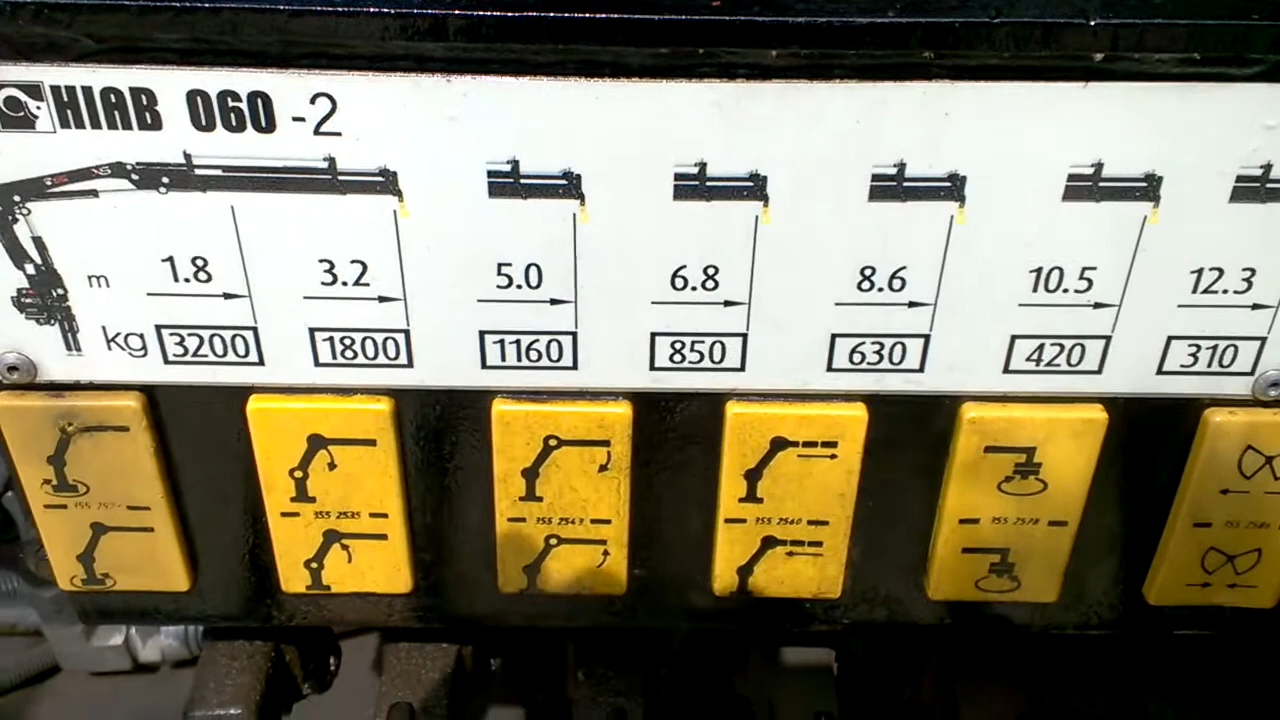 HIAB 060 -2
XS
m 1.8 3.2 5.0 6.8 8.6 10.5 12.3
kg 3200 1800 1160 850 630 420 310
355 2535 355 2543 355 2560 355 2578